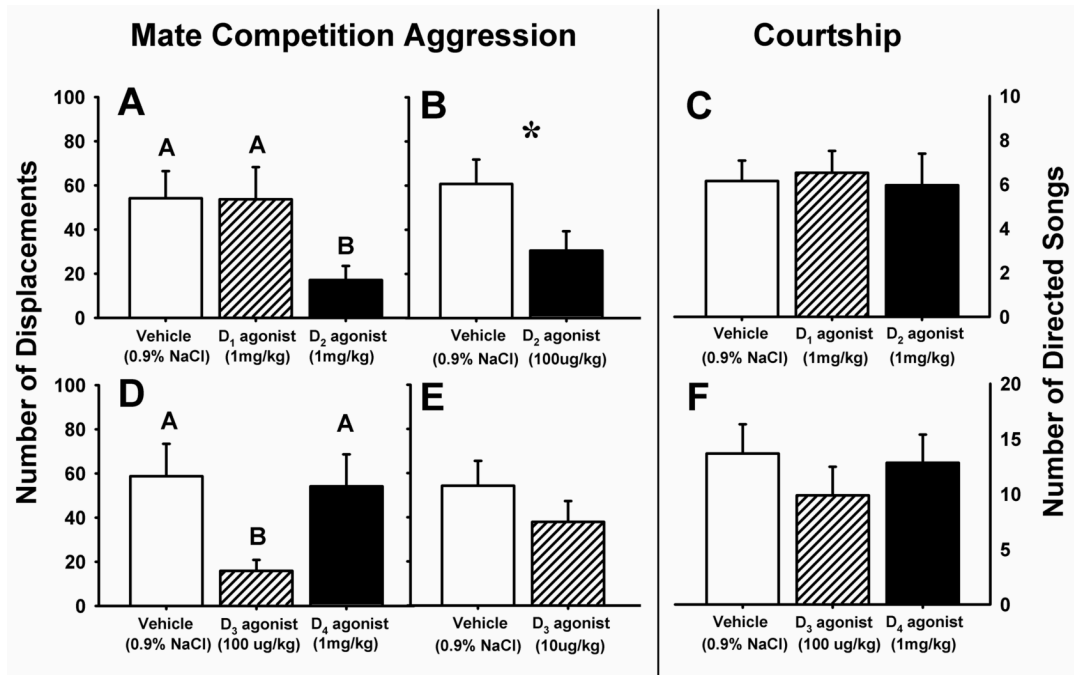 Mate Competition Aggression
Courtship
Number of Displacements
A
100
80
60
40
20
0
A
A
B
Vehicle
(0.9% NaCl)
D₁ agonist
(1mg/kg)
D₂ agonist
(1mg/kg)
B
*
Vehicle
(0.9% NaCl)
D₂ agonist
(100ug/kg)
C
10
8
6
4
2
0
Vehicle
(0.9% NaCl)
D₁ agonist
(1mg/kg)
D₂ agonist
(1mg/kg)
Number of Directed Songs
D
100
80
60
40
20
0
A
B
A
Vehicle
(0.9% NaCl)
D₃ agonist
(100 ug/kg)
D₄ agonist
(1mg/kg)
E
Vehicle
(0.9% NaCl)
D₃ agonist
(10ug/kg)
F
20
15
10
5
0
Vehicle
(0.9% NaCl)
D₃ agonist
(100 ug/kg)
D₄ agonist
(1mg/kg)